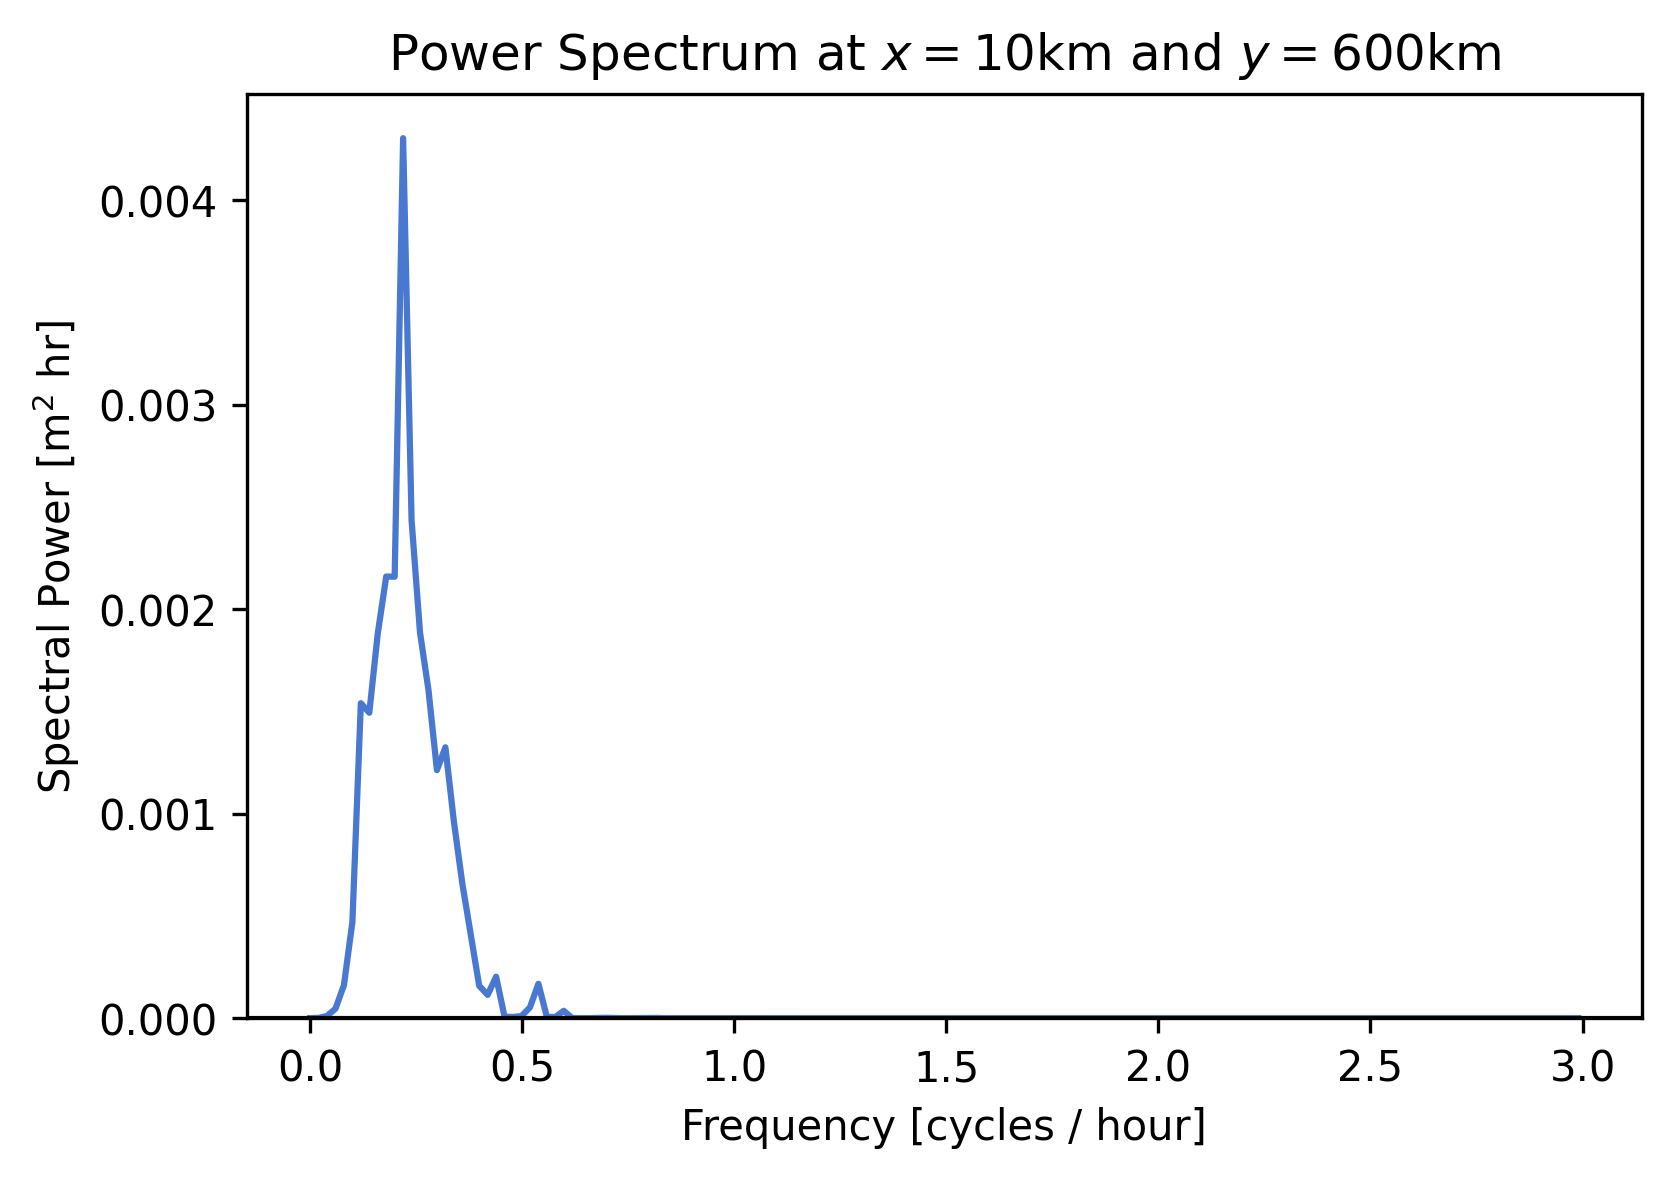 Power Spectrum at x = 10km and y = 600km
Spectral Power [m² hr]
0.004
0.003
0.002
0.001
0.000
0.0 0.5 1.0 1.5 2.0 2.5 3.0
Frequency [cycles / hour]